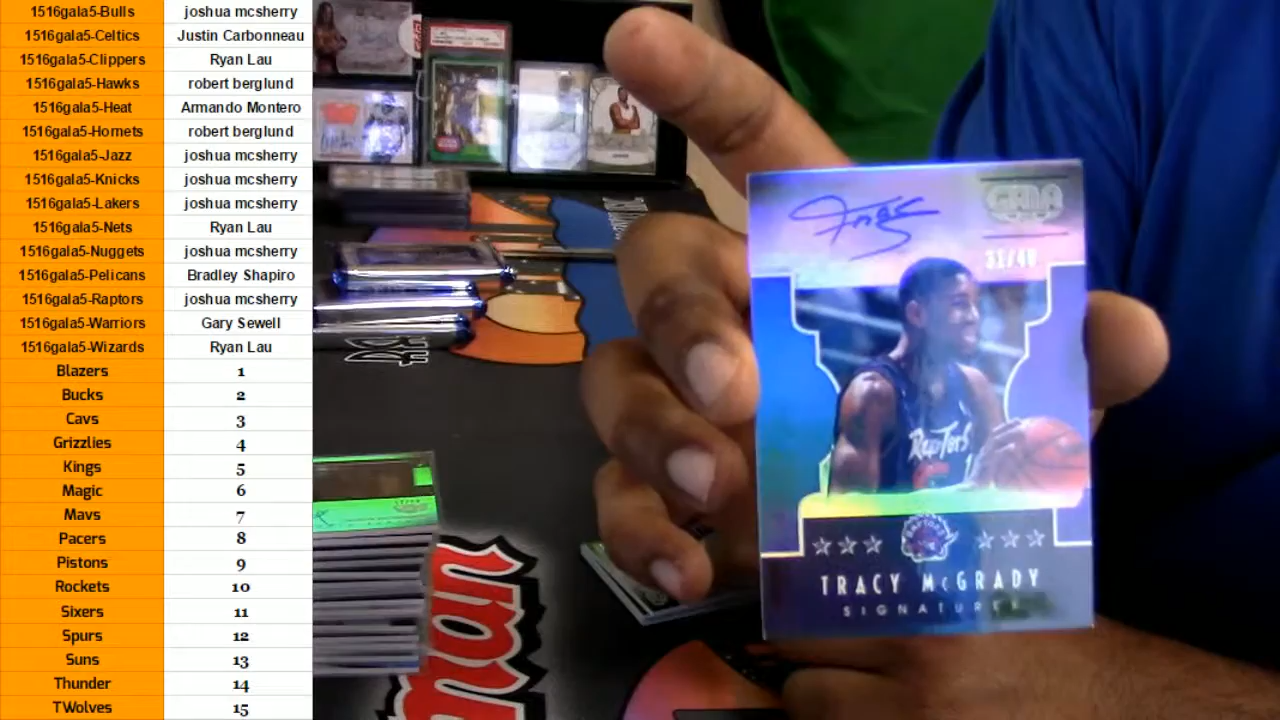 1516gala5-Bulls joshua mcsherry
1516gala5-Celtics Justin Carbonneau
1516gala5-Clippers Ryan Lau
1516gala5-Hawks robert berglund
1516gala5-Heat Armando Montero
1516gala5-Hornets robert berglund
1516gala5-Jazz joshua mcsherry
1516gala5-Knicks joshua mcsherry
1516gala5-Lakers joshua mcsherry
1516gala5-Nets Ryan Lau
1516gala5-Nuggets joshua mcsherry
1516gala5-Pelicans Bradley Shapiro
1516gala5-Raptors joshua mcsherry
1516gala5-Warriors Gary Sewell
1516gala5-Wizards Ryan Lau
Blazers 1
Bucks 2
Cavs 3
Grizzlies 4
Kings 5
Magic 6
Mavs 7
Pacers 8
Pistons 9
Rockets 10
Sixers 11
Spurs 12
Suns 13
Thunder 14
TWolves 15
GALA
Raptors
TRACY McGRADY
SIGNATURES